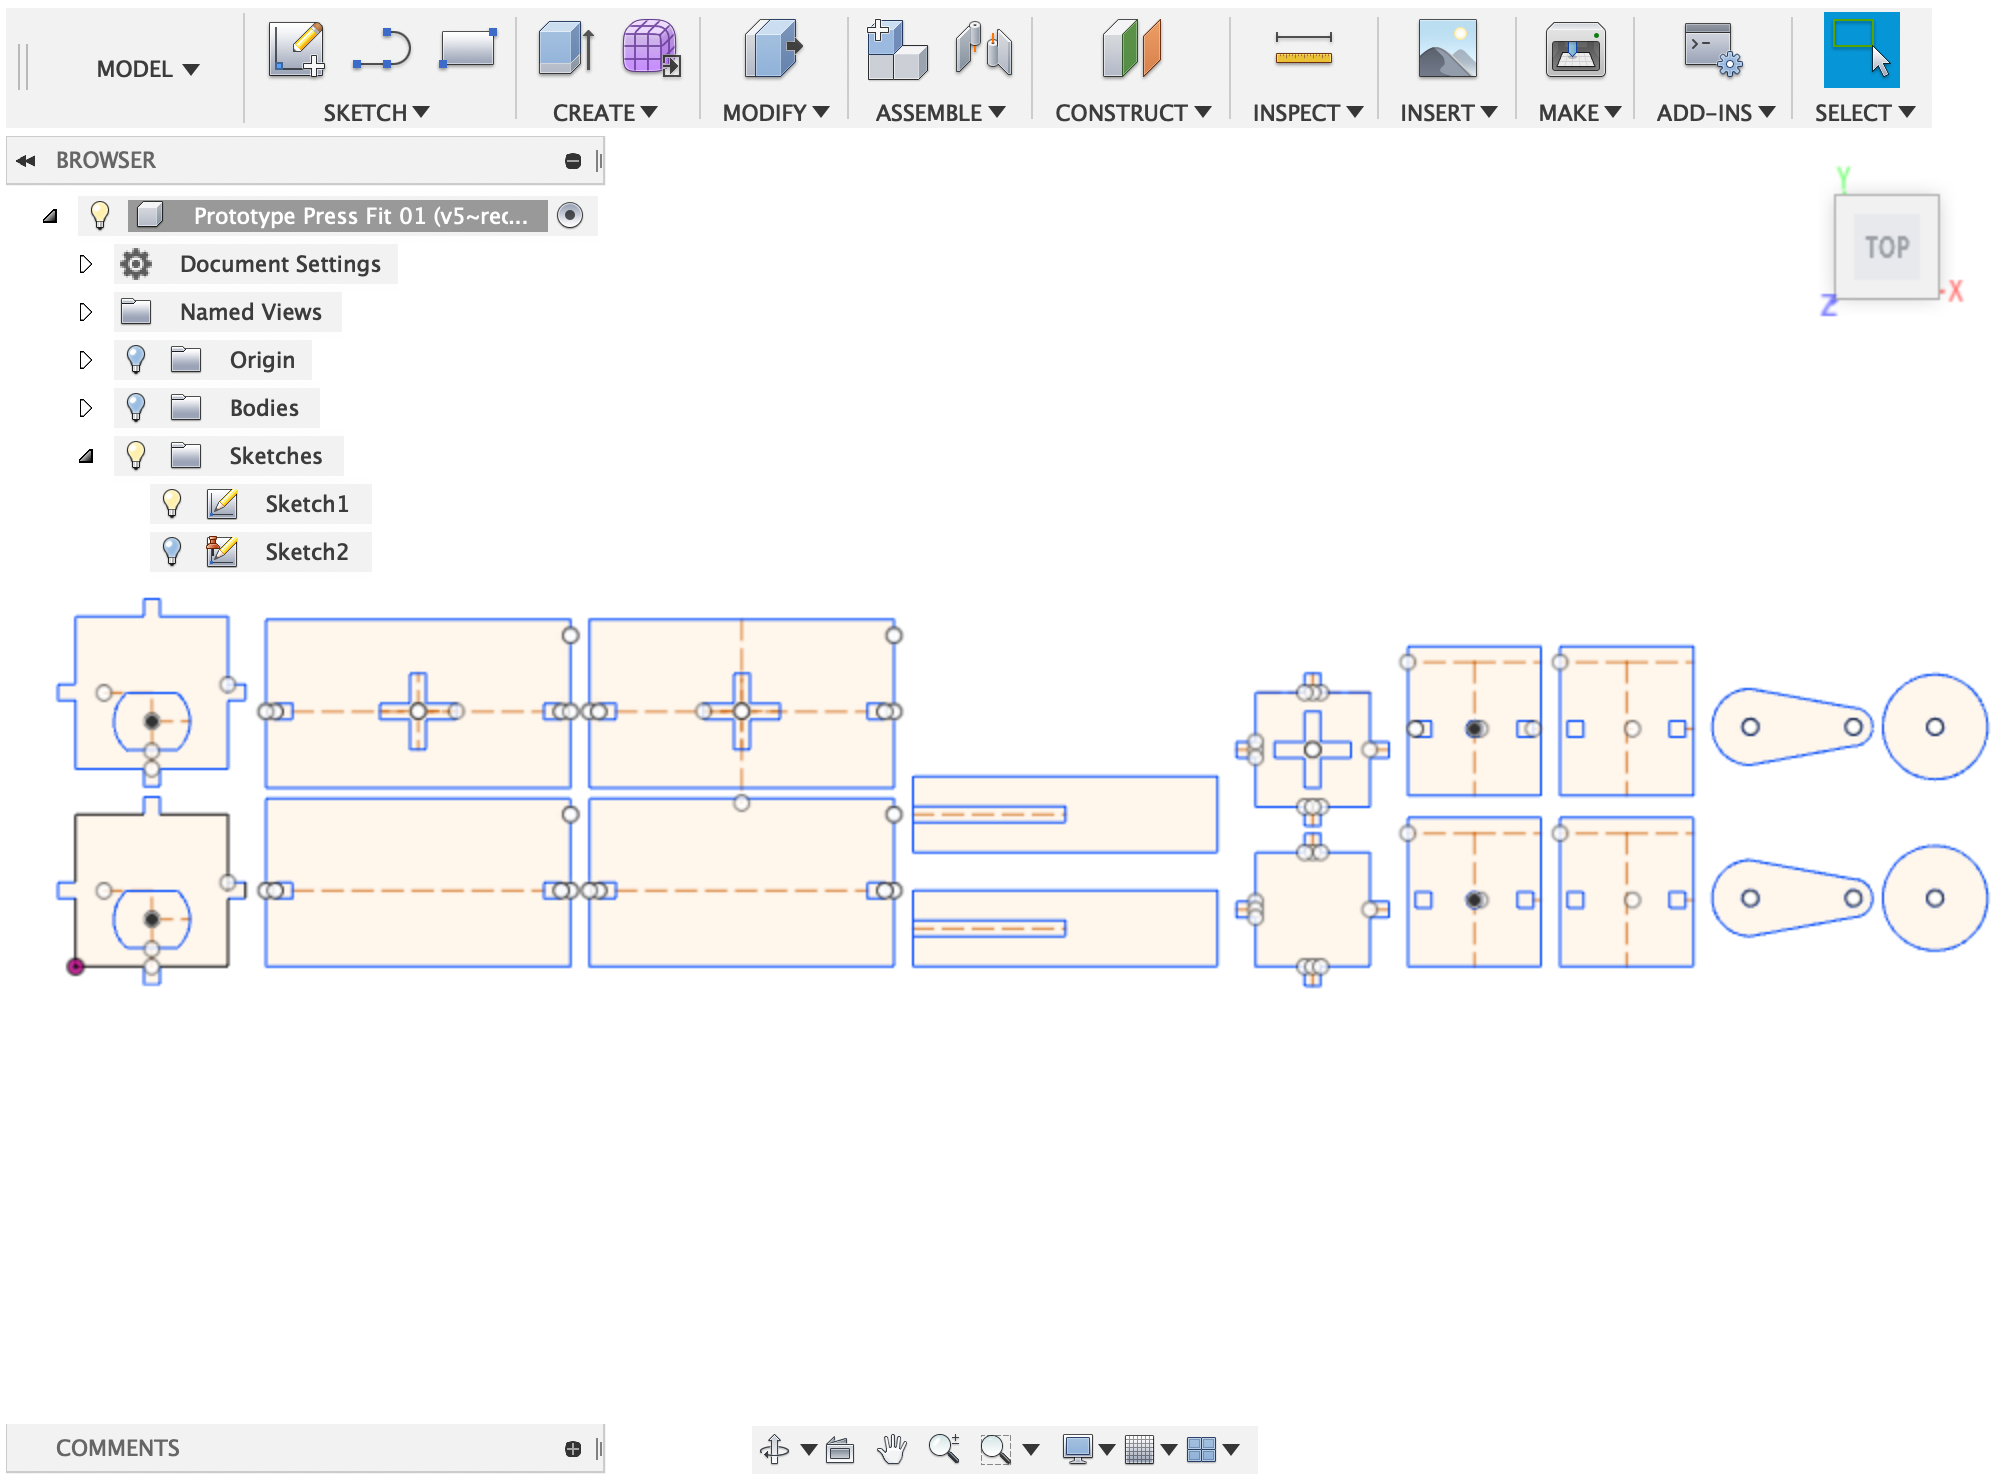 MODEL
SKETCH
CREATE
MODIFY
ASSEMBLE
CONSTRUCT
INSPECT
INSERT
MAKE
ADD-INS
SELECT
BROWSER
Prototype Press Fit 01 (v5~rec...
Document Settings
Named Views
Origin
Bodies
Sketches
Sketch1
Sketch2
Y
TOP
X
Z
COMMENTS